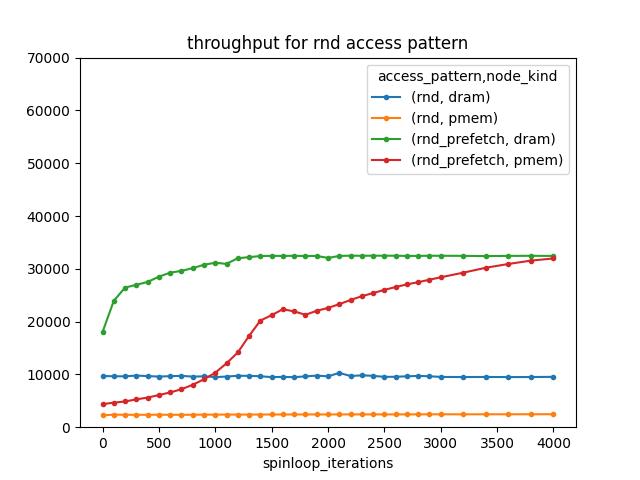 throughput for rnd access pattern
70000
60000
50000
40000
30000
20000
10000
0
access_pattern,node_kind
(rnd, dram)
(rnd, pmem)
(rnd_prefetch, dram)
(rnd_prefetch, pmem)
0 500 1000 1500 2000 2500 3000 3500 4000
spinloop_iterations